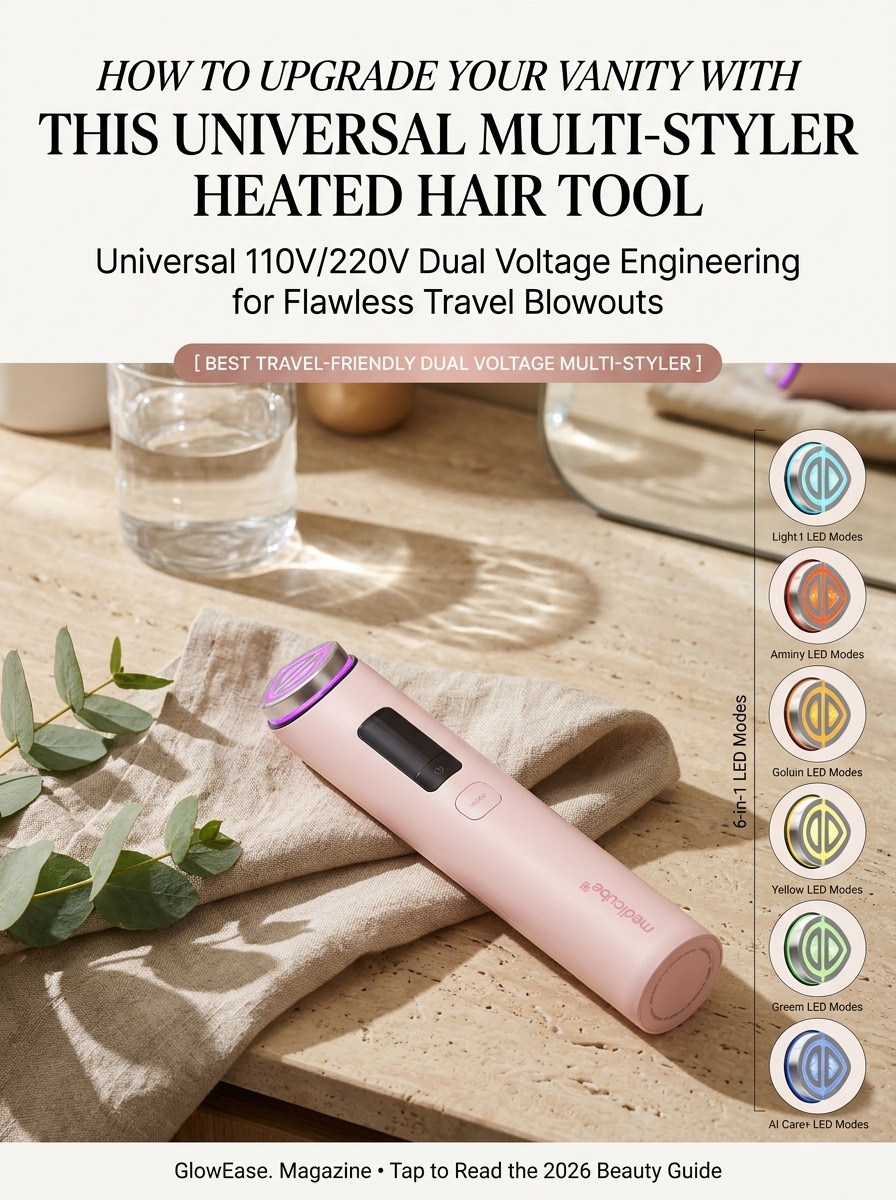 HOW TO UPGRADE YOUR VANITY WITH
THIS UNIVERSAL MULTI-STYLER
HEATED HAIR TOOL
Universal 110V/220V Dual Voltage Engineering
for Flawless Travel Blowouts
[ BEST TRAVEL-FRIENDLY DUAL VOLTAGE MULTI-STYLER ]
6-in-1 LED Modes
Light1 LED Modes
Aminy LED Modes
Goluin LED Modes
Yellow LED Modes
Greem LED Modes
AI Care+ LED Modes
medicube
GlowEase. Magazine • Tap to Read the 2026 Beauty Guide